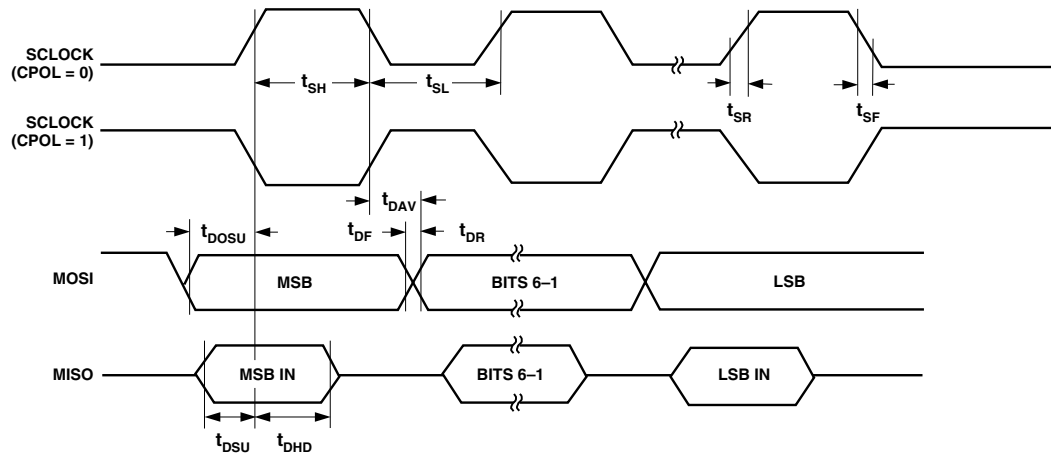 SCLOCK
(CPOL = 0)
tSH
tSL
tSR
tSF
SCLOCK
(CPOL = 1)
tDAV
tDOSU
tDF
tDR
MOSI
MSB
BITS 6–1
LSB
MISO
MSB IN
BITS 6–1
LSB IN
tDSU
tDHD